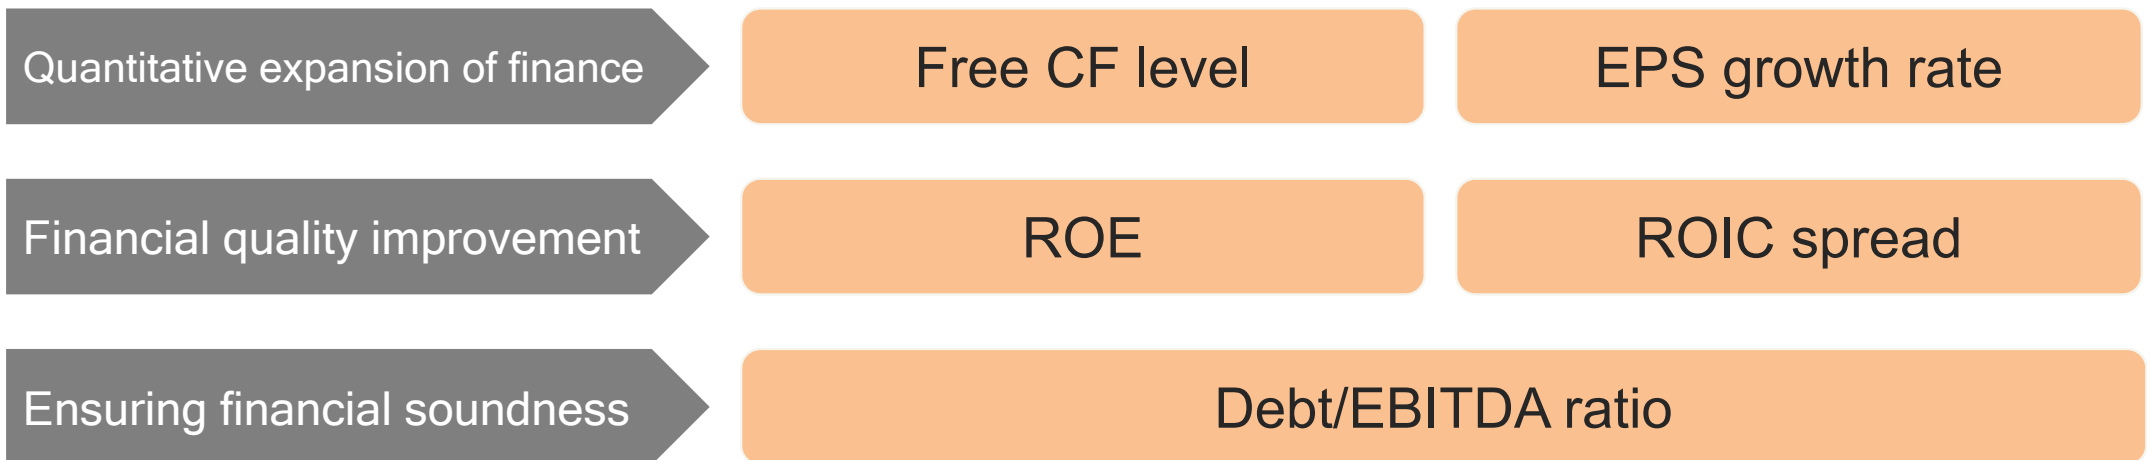 Quantitative expansion of finance
Free CF level
EPS growth rate
Financial quality improvement
ROE
ROIC spread
Ensuring financial soundness
Debt/EBITDA ratio